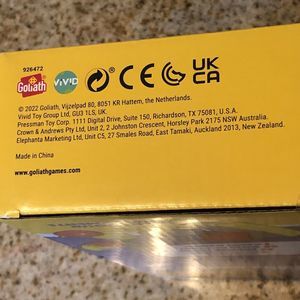 926472
Goliath
VIVID
CE
UK
CA
© 2022 Goliath, Vijzelpad 80, 8051 KR Hattem, the Netherlands.
Vivid Toy Group Ltd, GU3 1LS, UK.
Pressman Toy Corp. 1111 Digital Drive, Suite 150, Richardson, TX 75081, U.S.A.
Crown & Andrews Pty Ltd, Unit 2, 2 Johnston Crescent, Horsley Park 2175 NSW Australia.
Elephanta Marketing Ltd, Unit C5, 27 Smales Road, East Tamaki, Auckland 2013, New Zealand.
Made in China
www.goliathgames.com